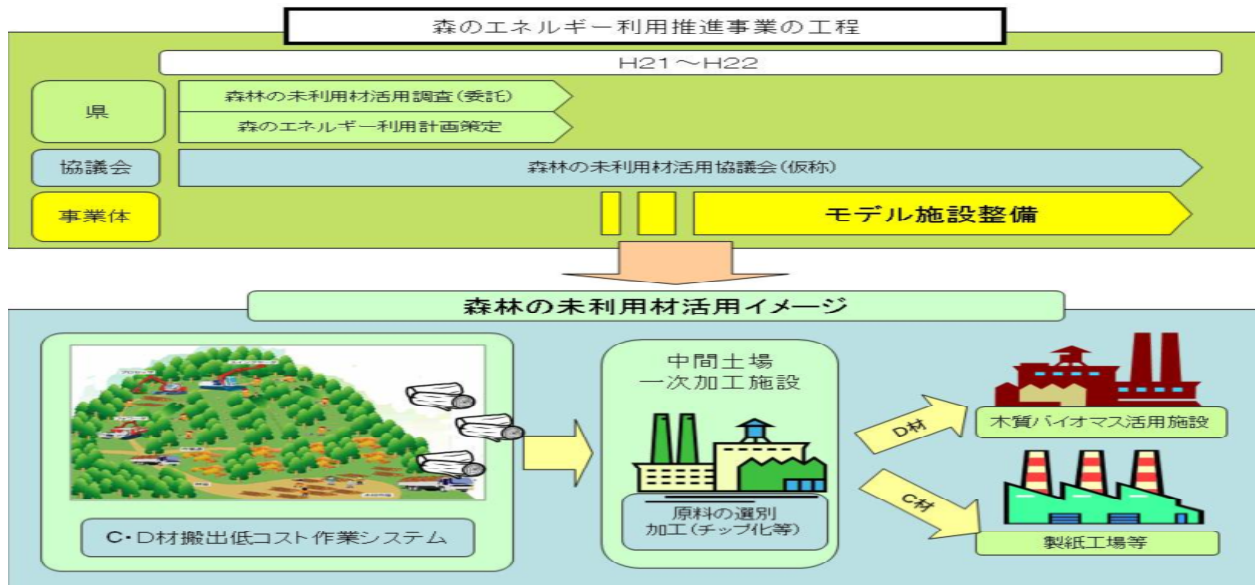 森のエネルギー利用推進事業の工程
H21～H22
県
森林の未利用材活用調査(委託)
森のエネルギー利用計画策定
協議会
森林の未利用材活用協議会(仮称)
事業体
モデル施設整備
森林の未利用材活用イメージ
C・D材搬出低コスト作業システム
中間土場
一次加工施設
原料の選別
加工(チップ化等)
D材
木質バイオマス活用施設
C材
製紙工場等